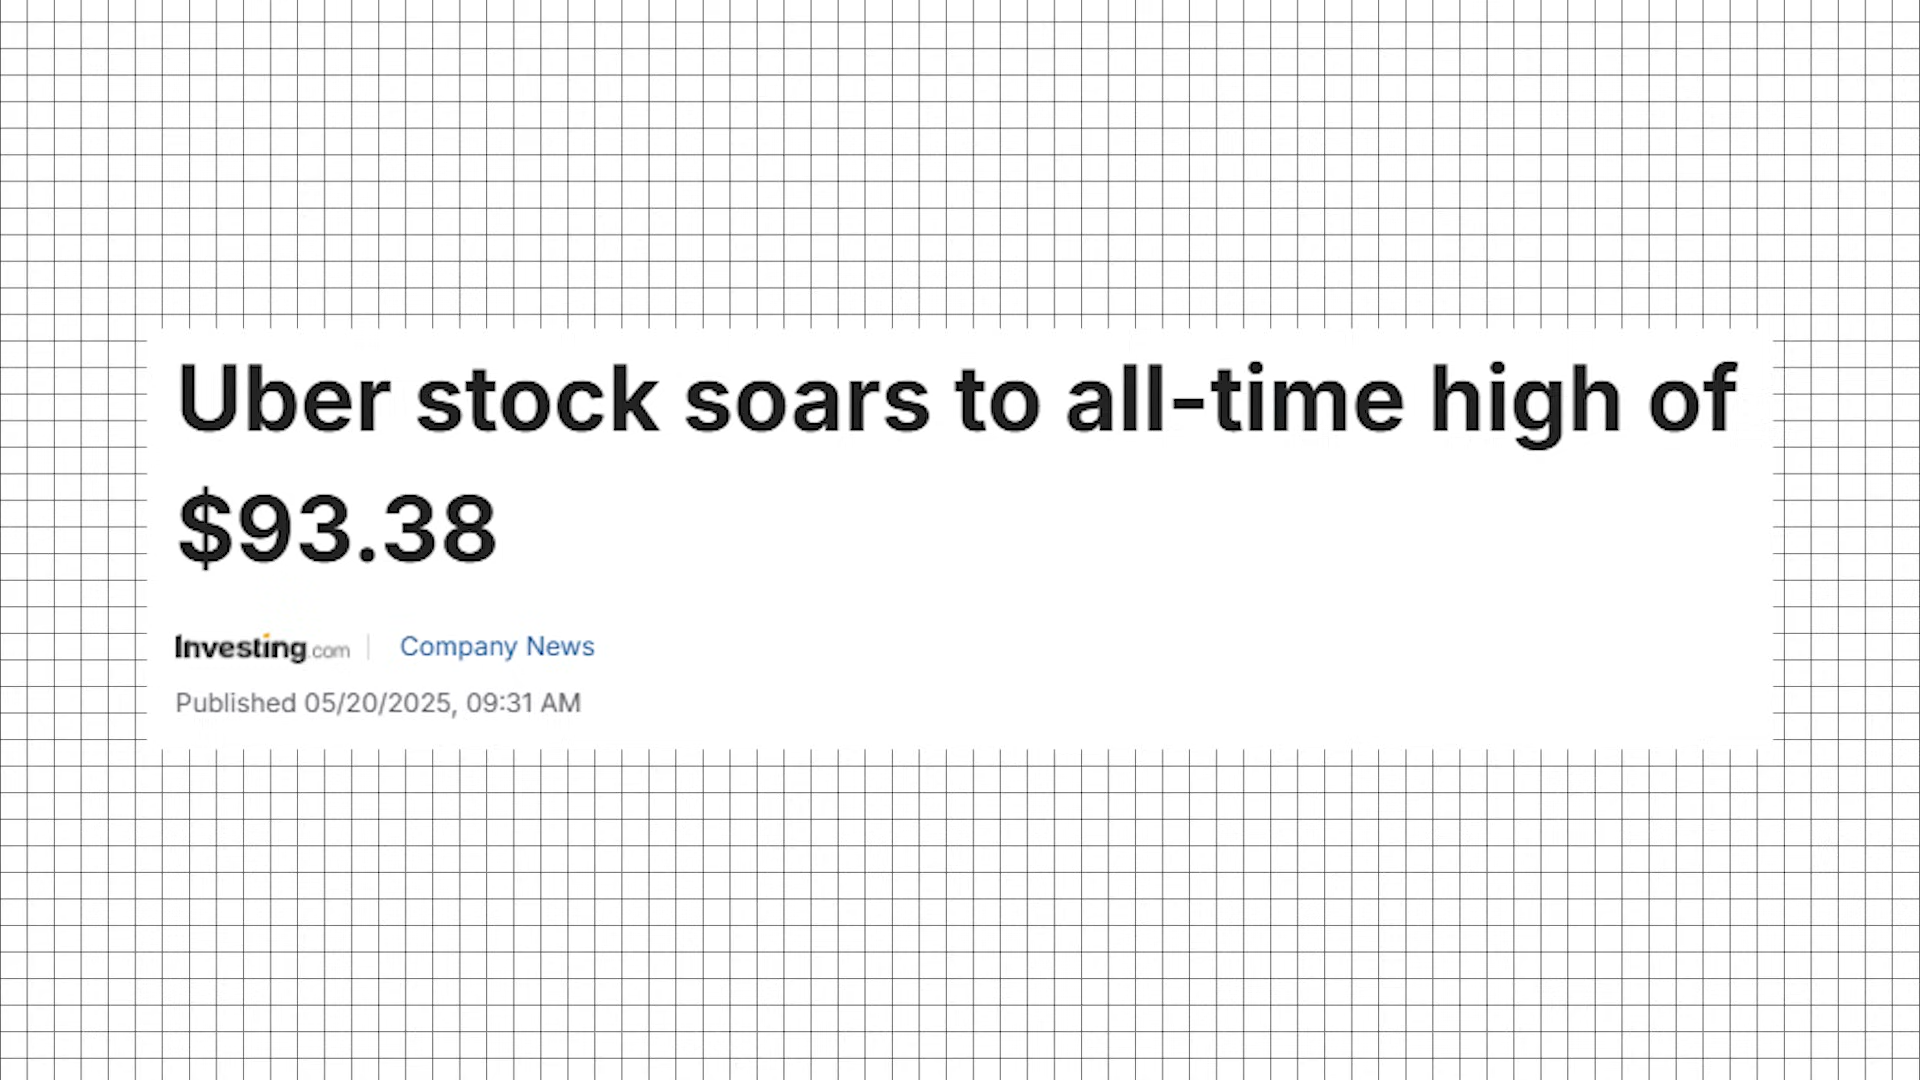 Uber stock soars to all-time high of
$93.38
Investing.com | Company News
Published 05/20/2025, 09:31 AM